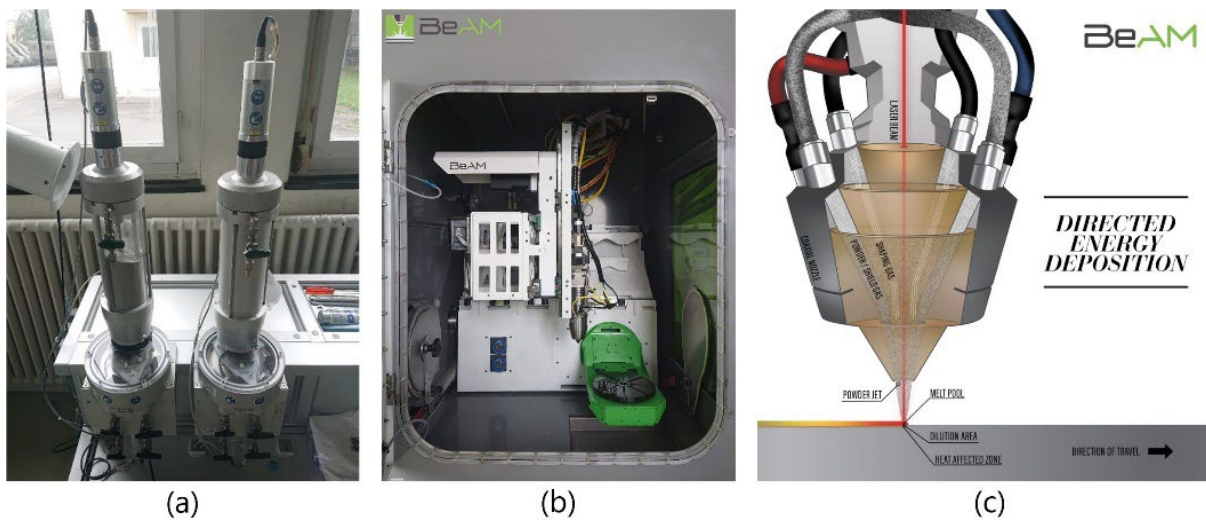 BeAM
BeAM
BeAM
LASER BEAM
COAXIAL NOZZLE
POWDER / SHIELD GAS
SHAPING GAS
DIRECTED
ENERGY
DEPOSITION
POWDER JET
MELT POOL
DILUTION AREA
HEAT AFFECTED ZONE
DIRECTION OF TRAVEL
(a)
(b)
(c)